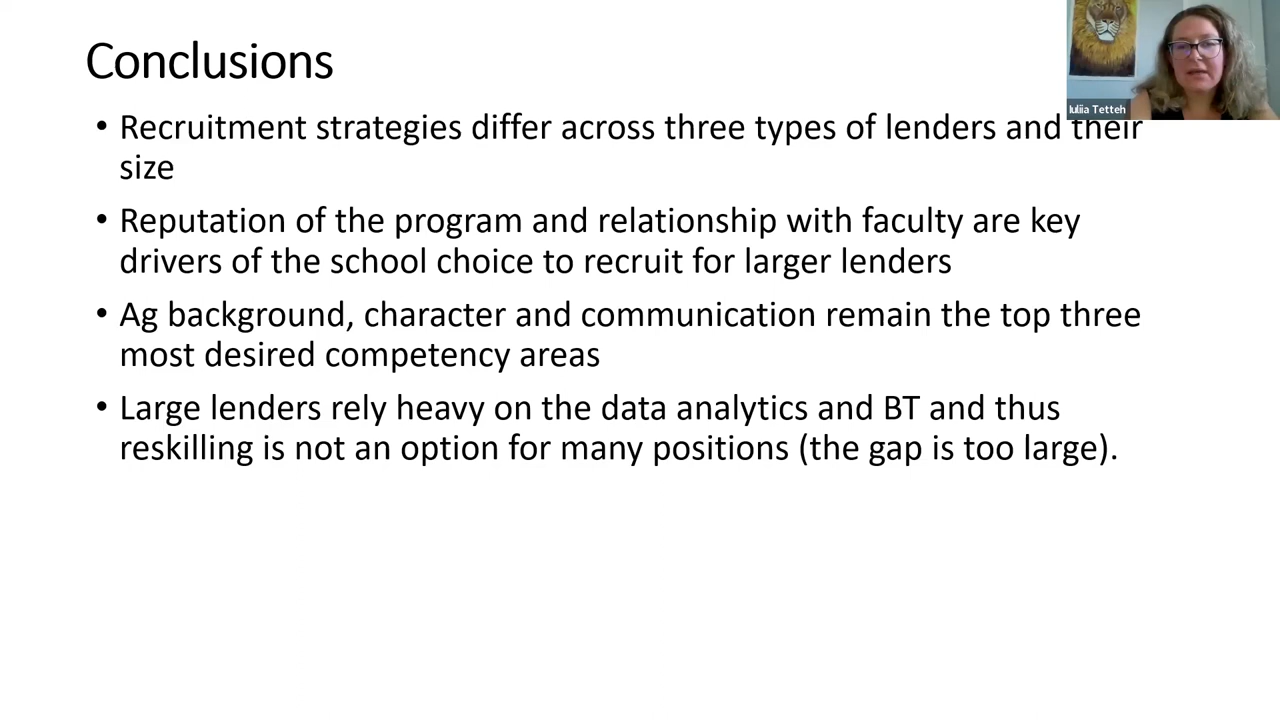 Conclusions
Iuliia Tetteh
• Recruitment strategies differ across three types of lenders and their
size
• Reputation of the program and relationship with faculty are key
drivers of the school choice to recruit for larger lenders
• Ag background, character and communication remain the top three
most desired competency areas
• Large lenders rely heavy on the data analytics and BT and thus
reskilling is not an option for many positions (the gap is too large).